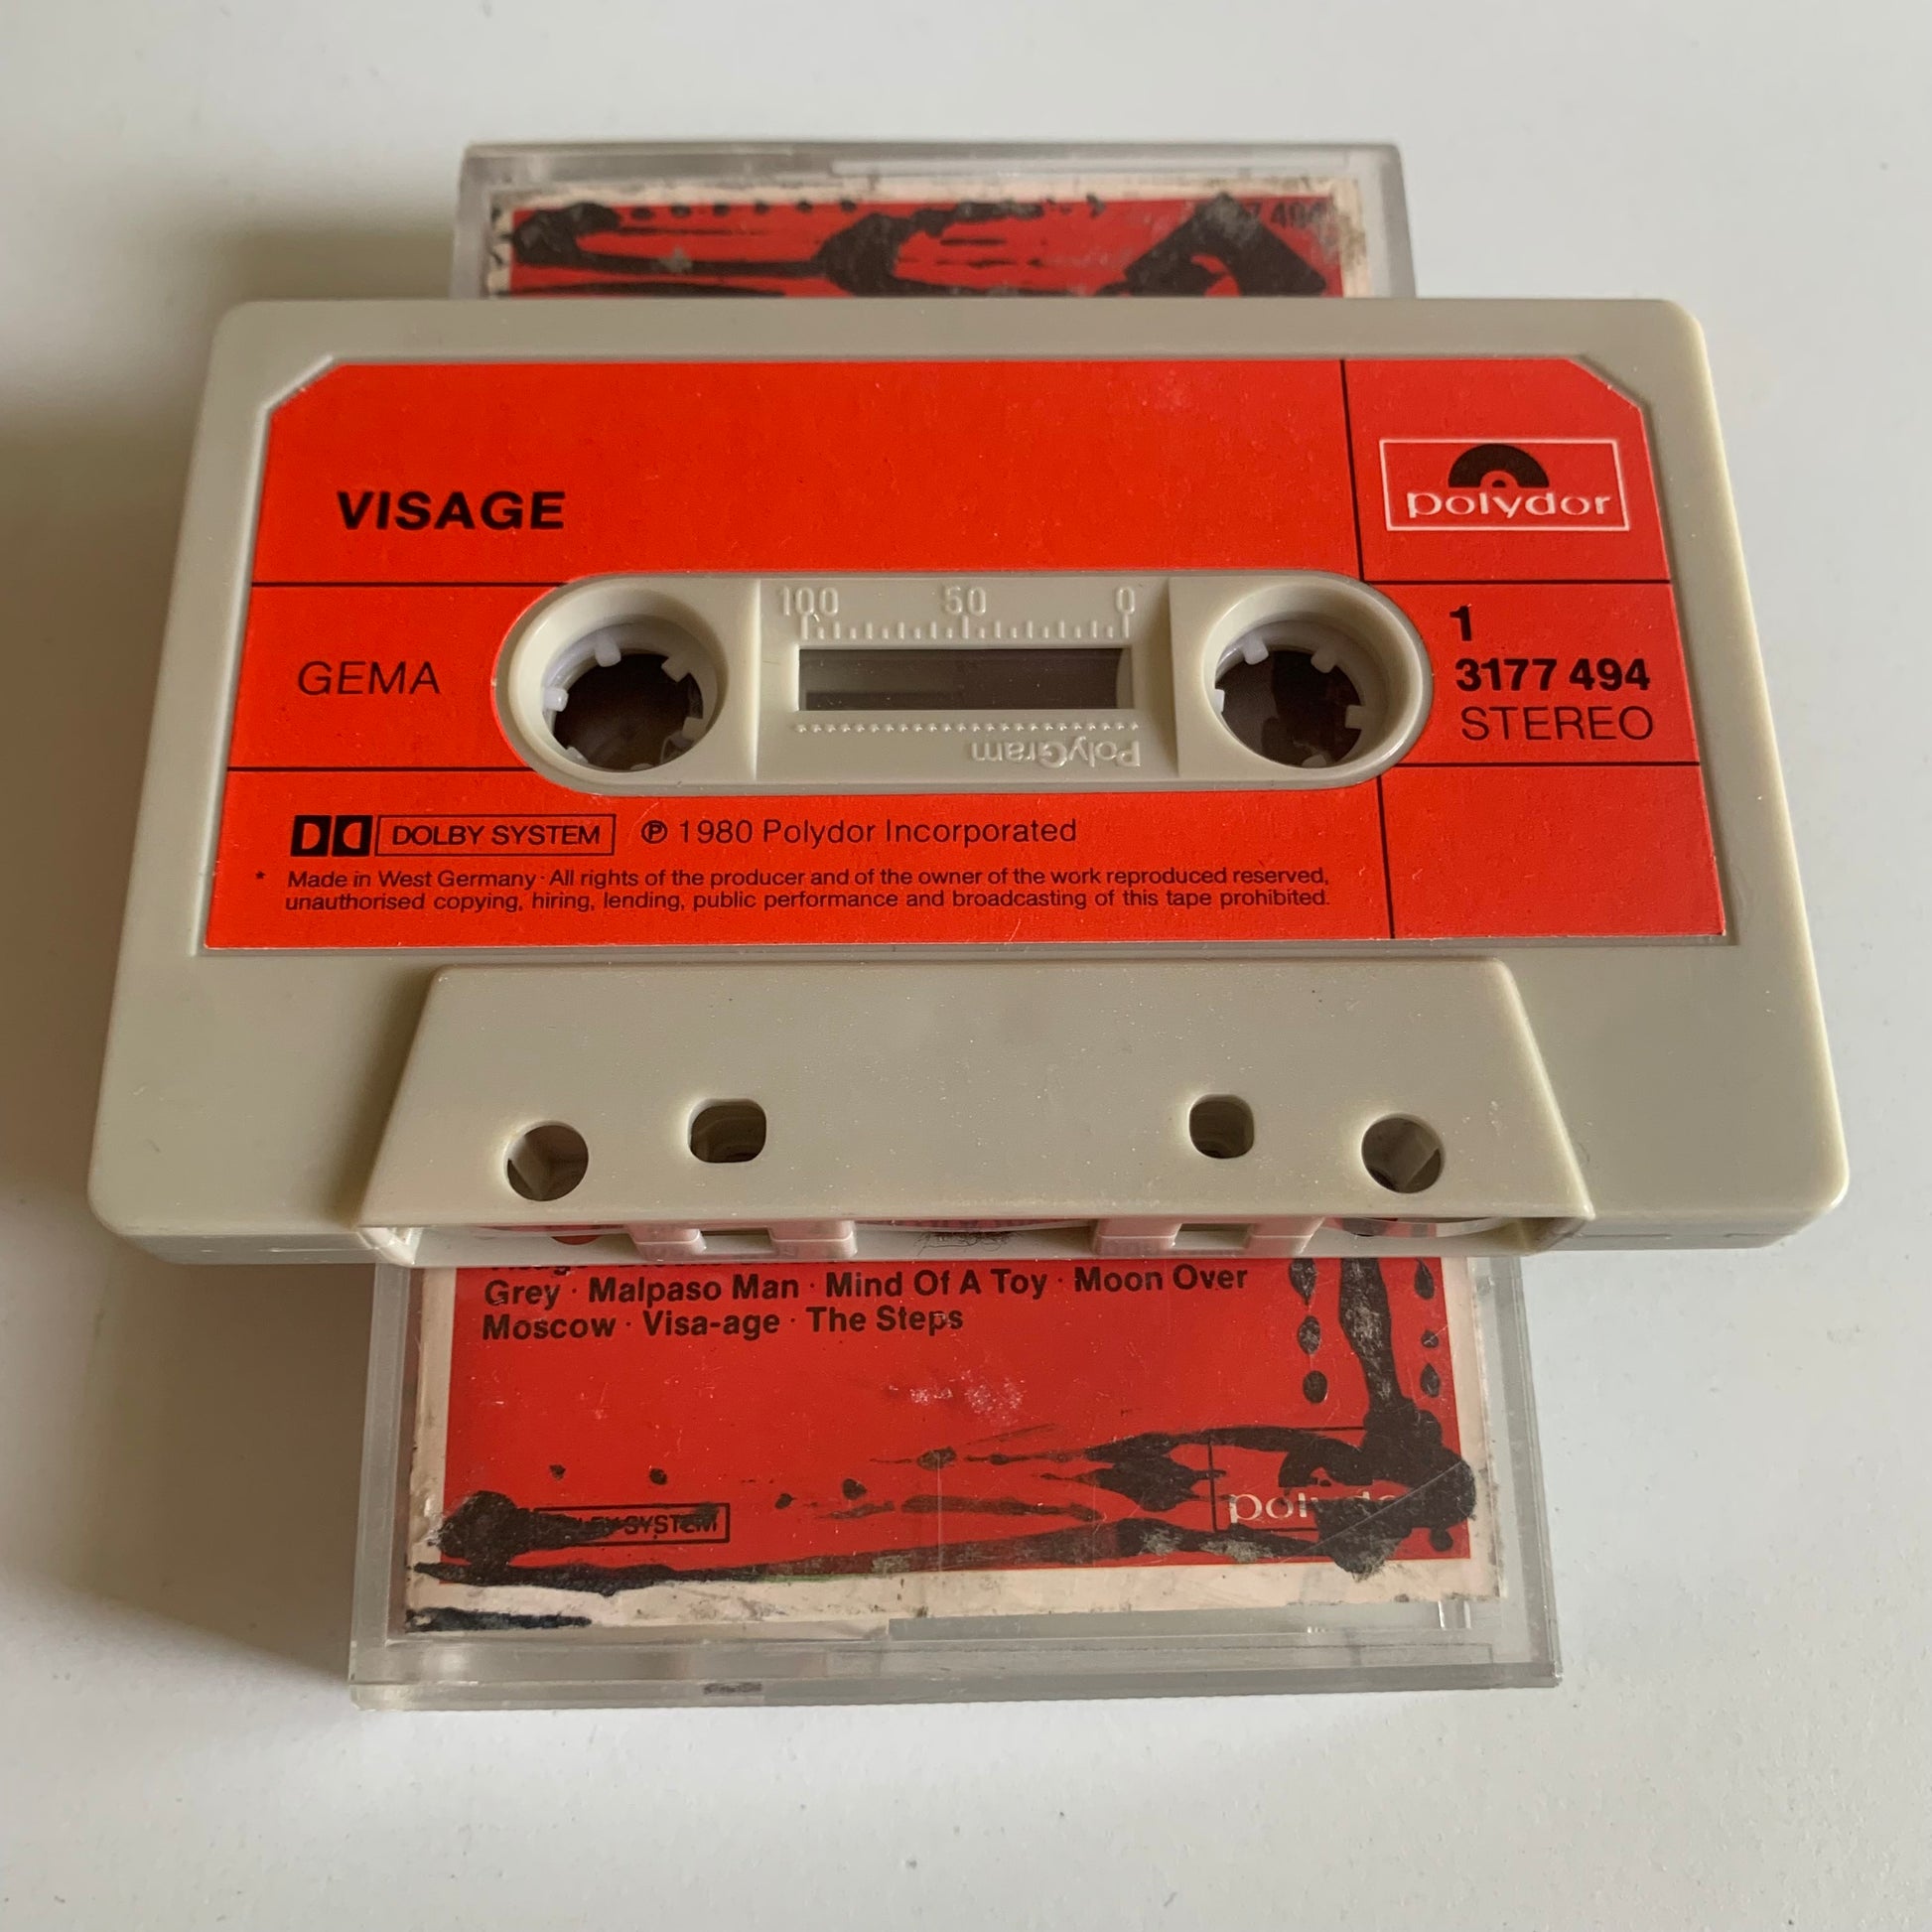 VISAGE
polydor
100 50 0
1
GEMA
3177 494
STEREO
PolyGram
DOLBY SYSTEM ℗ 1980 Polydor Incorporated
* Made in West Germany · All rights of the producer and of the owner of the work reproduced reserved,
unauthorised copying, hiring, lending, public performance and broadcasting of this tape prohibited.
Grey · Malpaso Man · Mind Of A Toy · Moon Over
Moscow · Visa-age · The Steps
SYSTEM